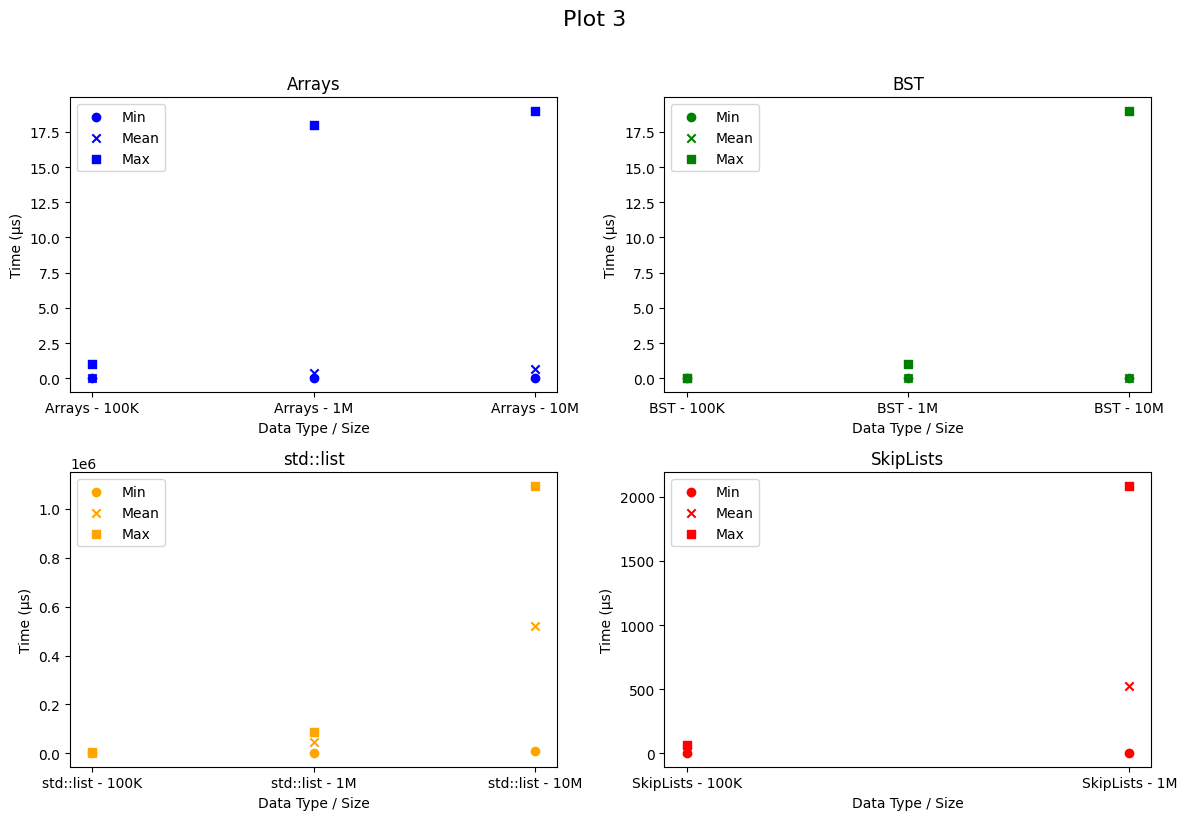 Plot 3
Arrays
Min
Mean
Max
17.5
15.0
12.5
10.0
7.5
5.0
2.5
0.0
Time (μs)
Arrays - 100K Arrays - 1M Arrays - 10M
Data Type / Size
BST
Min
Mean
Max
17.5
15.0
12.5
10.0
7.5
5.0
2.5
0.0
Time (μs)
BST - 100K BST - 1M BST - 10M
Data Type / Size
std::list
1e6
Min
Mean
Max
1.0
0.8
0.6
0.4
0.2
0.0
Time (μs)
std::list - 100K std::list - 1M std::list - 10M
Data Type / Size
SkipLists
Min
Mean
Max
2000
1500
1000
500
0
Time (μs)
SkipLists - 100K SkipLists - 1M
Data Type / Size